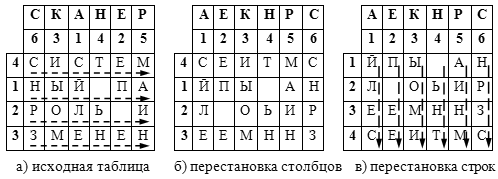 С К А Н Е Р
6 3 1 4 2 5
4 С И С Т Е М
1 Н Ы Й П А
2 Р О Л Ь И
3 З М Е Н Е Н
а) исходная таблица
А Е К Н Р С
1 2 3 4 5 6
4 С Е И Т М С
1 Й П Ы А Н
2 Л О Ь И Р
3 Е Е М Н Н З
б) перестановка столбцов
А Е К Н Р С
1 2 3 4 5 6
1 Й П Ы А Н
2 Л О Ь И Р
3 Е Е М Н Н З
4 С Е И Т М С
в) перестановка строк